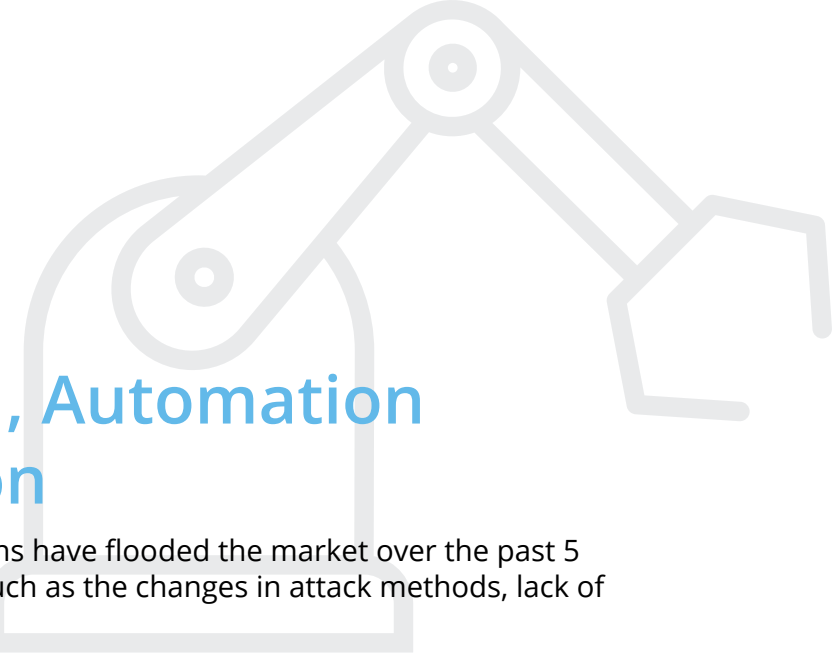 , Automation
on
ns have flooded the market over the past 5
uch as the changes in attack methods, lack of